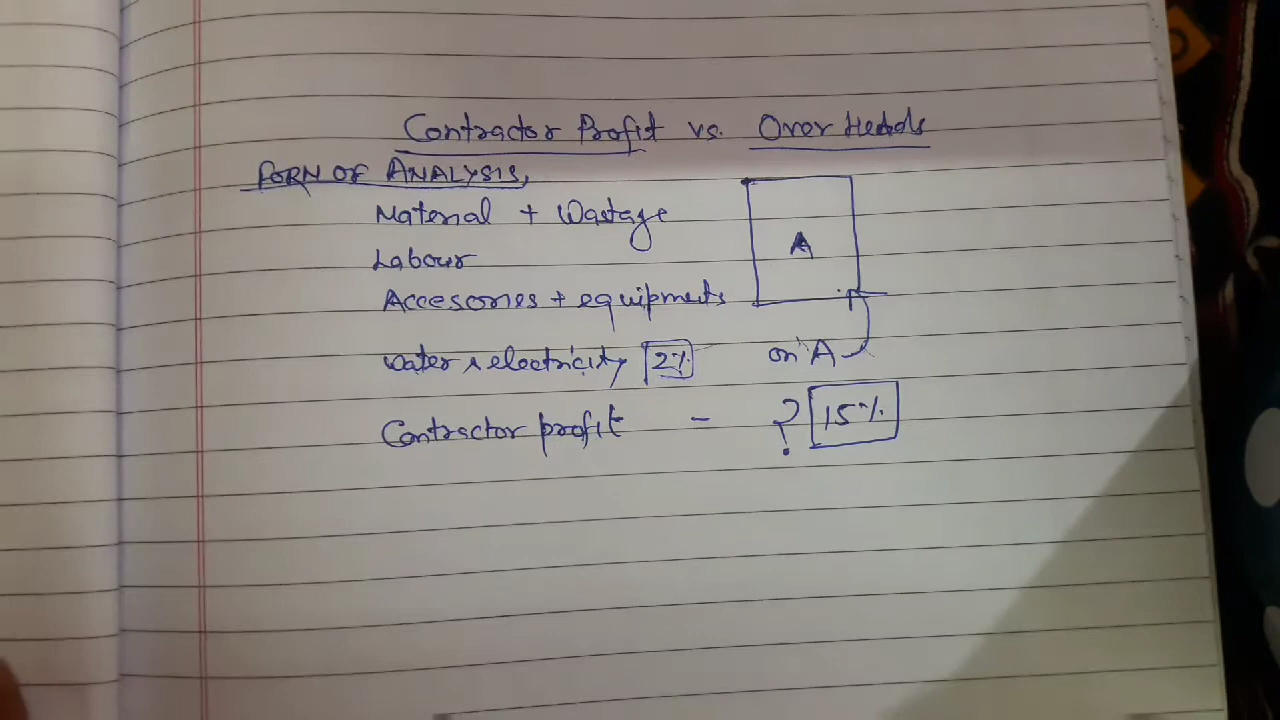 Contractor Profit vs. Over Heads
FORM OF ANALYSIS,
Material + Wastage
A
Labour
Accesories + equipments
water & electricity 2% on A
Contractor profit - ? 15%